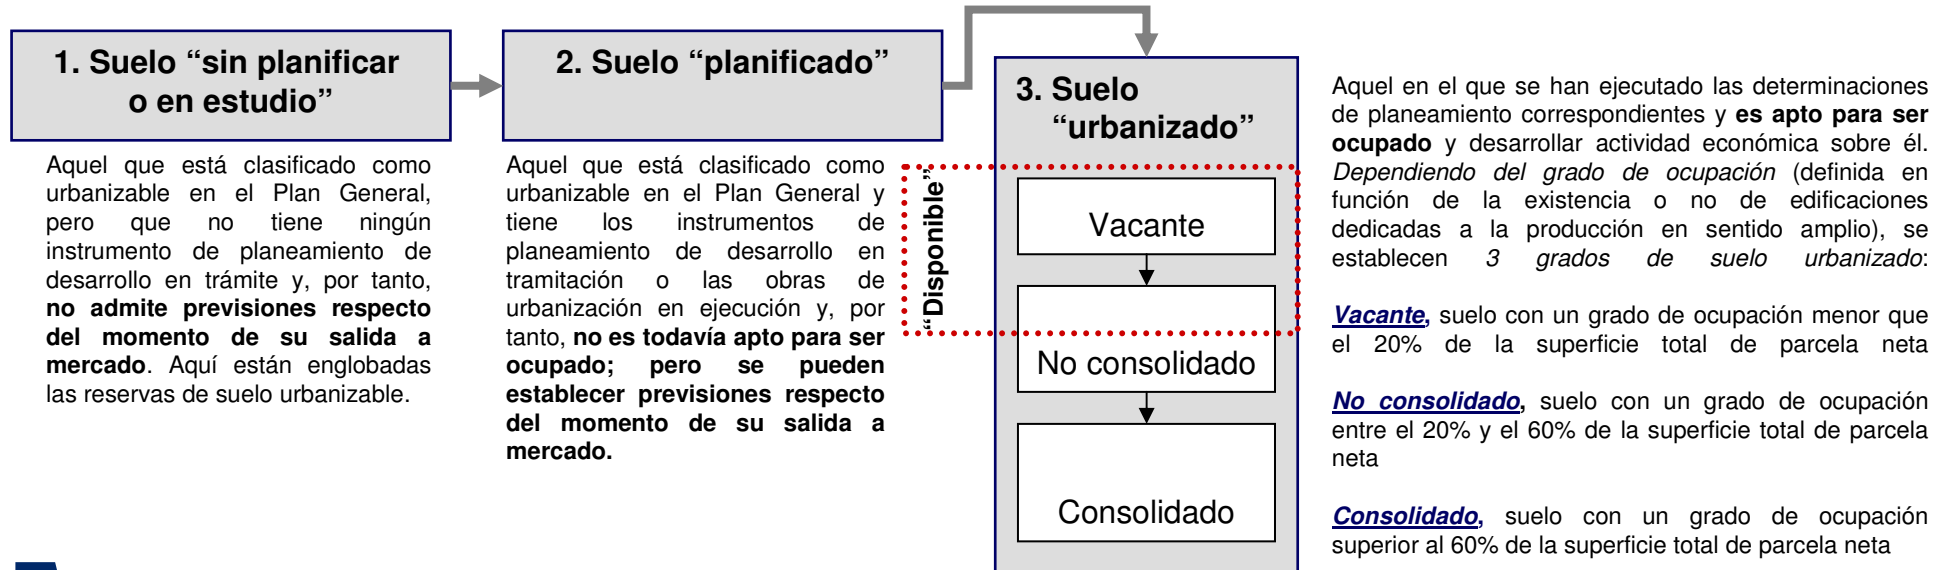 1. Suelo “sin planificar
o en estudio”
Aquel que está clasificado como
urbanizable en el Plan General,
pero que no tiene ningún
instrumento de planeamiento de
desarrollo en trámite y, por tanto,
no admite previsiones respecto
del momento de su salida a
mercado. Aquí están englobadas
las reservas de suelo urbanizable.
2. Suelo “planificado”
Aquel que está clasificado como
urbanizable en el Plan General y
tiene los instrumentos de
planeamiento de desarrollo en
tramitación o las obras de
urbanización en ejecución y, por
tanto, no es todavía apto para ser
ocupado; pero se pueden
establecer previsiones respecto
del momento de su salida a
mercado.
3. Suelo
“urbanizado”
“Disponible”
Vacante
No consolidado
Consolidado
Aquel en el que se han ejecutado las determinaciones
de planeamiento correspondientes y es apto para ser
ocupado y desarrollar actividad económica sobre él.
Dependiendo del grado de ocupación (definida en
función de la existencia o no de edificaciones
dedicadas a la producción en sentido amplio), se
establecen 3 grados de suelo urbanizado:
Vacante, suelo con un grado de ocupación menor que
el 20% de la superficie total de parcela neta
No consolidado, suelo con un grado de ocupación
entre el 20% y el 60% de la superficie total de parcela
neta
Consolidado, suelo con un grado de ocupación
superior al 60% de la superficie total de parcela neta